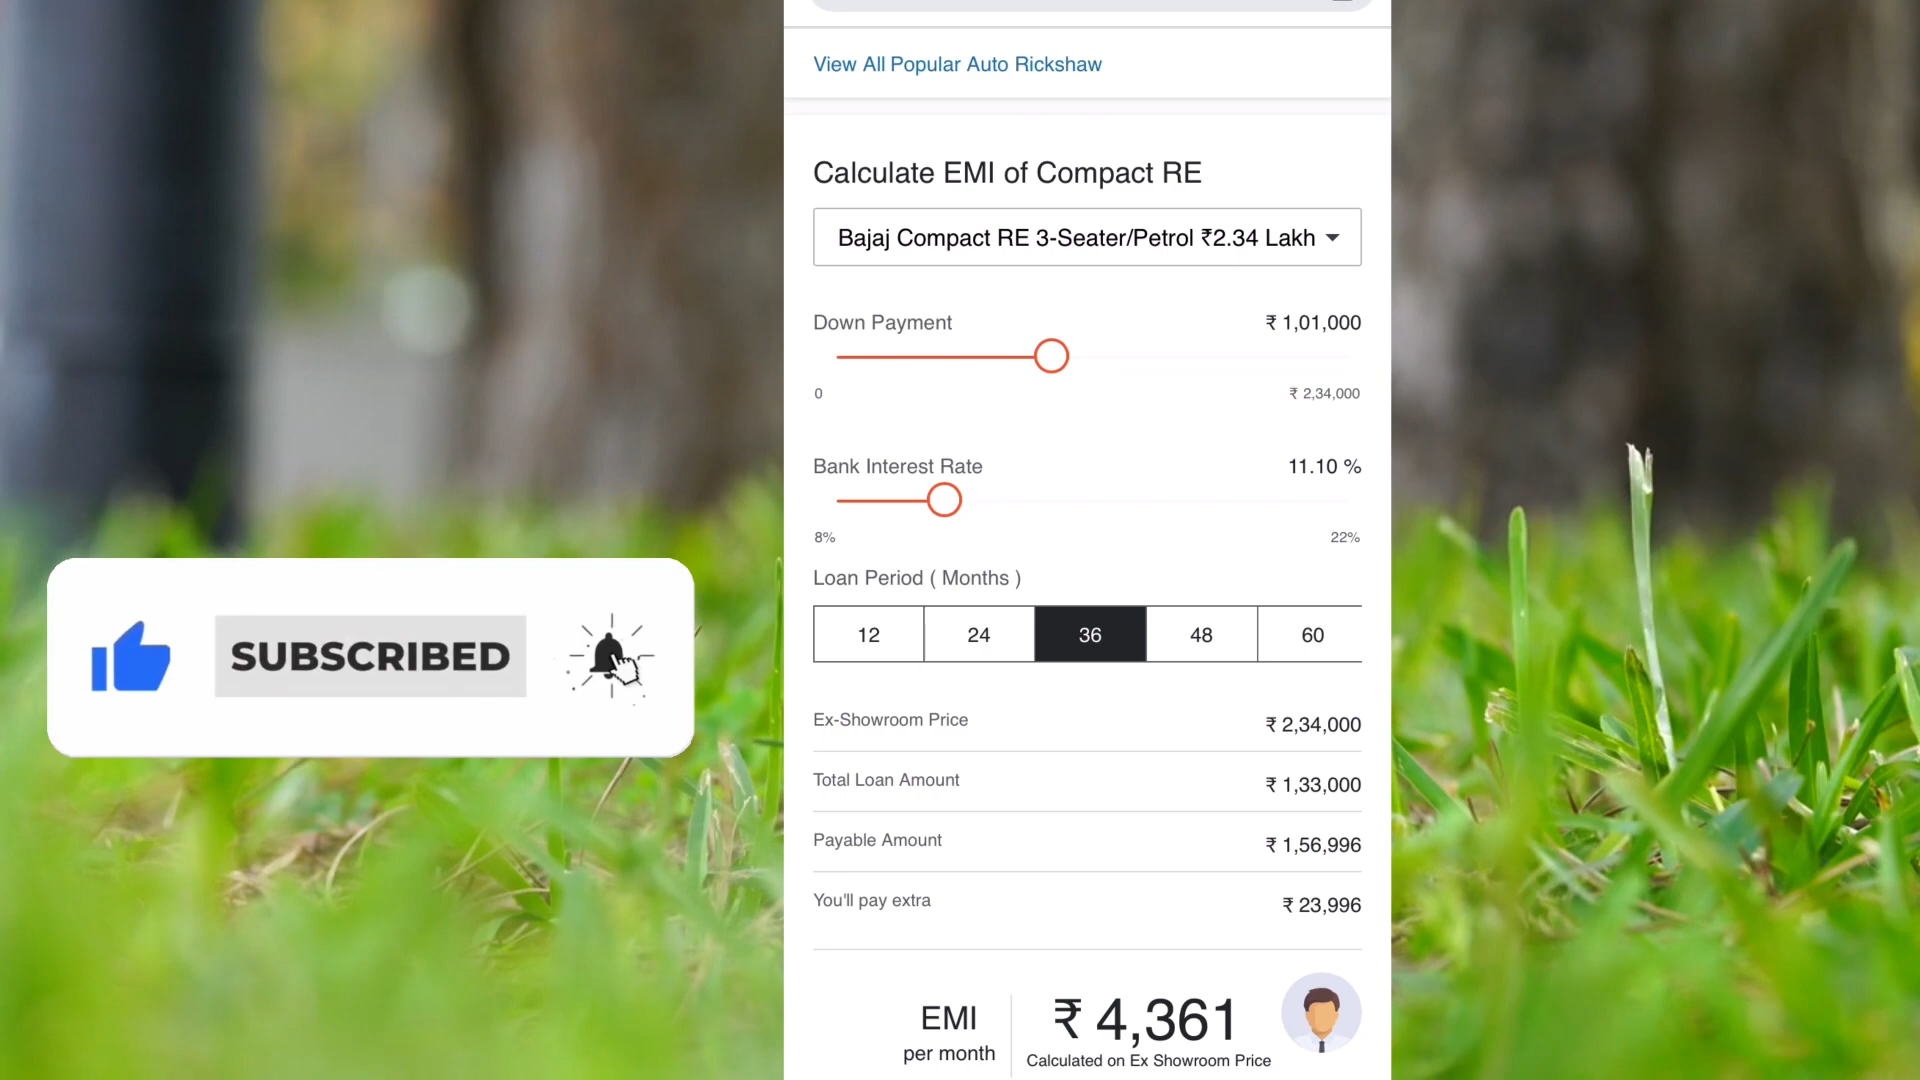 View All Popular Auto Rickshaw
Calculate EMI of Compact RE
Bajaj Compact RE 3-Seater/Petrol ₹2.34 Lakh
Down Payment ₹ 1,01,000
0 ₹ 2,34,000
Bank Interest Rate 11.10 %
8% 22%
Loan Period ( Months )
12 24 36 48 60
SUBSCRIBED
Ex-Showroom Price ₹ 2,34,000
Total Loan Amount ₹ 1,33,000
Payable Amount ₹ 1,56,996
You'll pay extra ₹ 23,996
EMI ₹ 4,361
per month Calculated on Ex Showroom Price